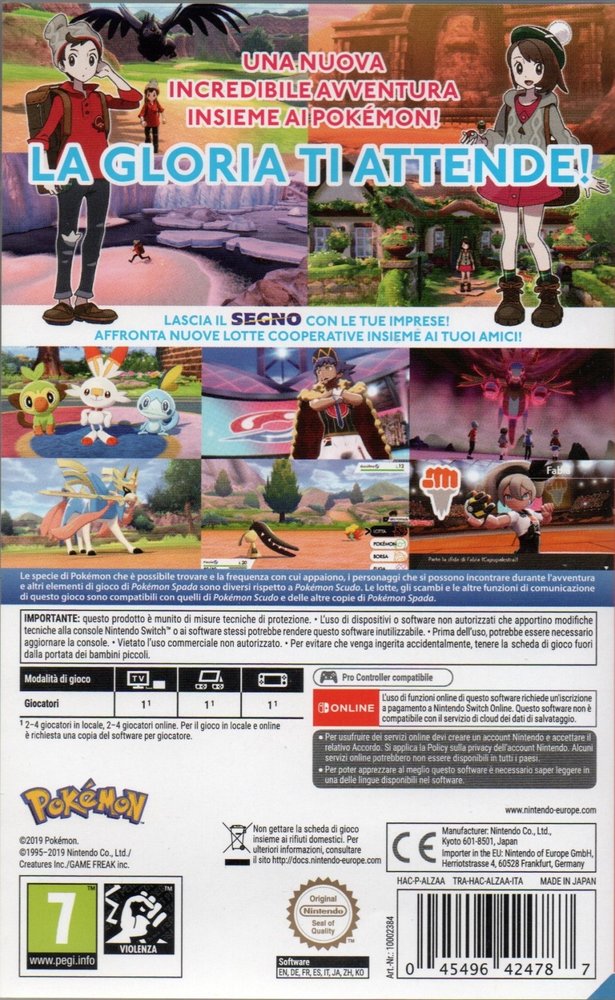 UNA NUOVA
INCREDIBILE AVVENTURA
INSIEME AI POKÉMON!
LA GLORIA TI ATTENDE!
LASCIA IL SEGNO CON LE TUE IMPRESE!
AFFRONTA NUOVE LOTTE COOPERATIVE INSIEME AI TUOI AMICI!
L.12
LOTTA
POKÉMON
BORSA
FUGA
L.20
Fabia
Parte la sfida di Fabia (Capopalestra)!
Le specie di Pokémon che è possibile trovare e la frequenza con cui appaiono, i personaggi che si possono incontrare durante l'avventura
e altri elementi di gioco di Pokémon Spada sono diversi rispetto a Pokémon Scudo. Le lotte, gli scambi e le altre funzioni di comunicazione
di questo gioco sono compatibili con quelli di Pokémon Scudo e delle altre copie di Pokémon Spada.
IMPORTANTE: questo prodotto è munito di misure tecniche di protezione. • L'uso di dispositivi o software non autorizzati che apportino modifiche
tecniche alla console Nintendo Switch™ o ai software stessi potrebbe rendere questo software inutilizzabile. • Prima dell'uso, potrebbe essere necessario
aggiornare la console. • Vietato l'uso commerciale non autorizzato. • Per evitare che venga ingerita accidentalmente, tenere la scheda di gioco fuori
dalla portata dei bambini piccoli.
Modalità di gioco TV
Giocatori 1¹ 1¹ 1¹
¹ 2–4 giocatori in locale, 2–4 giocatori online. Per il gioco in locale e online
è richiesta una copia del software per giocatore.
Pro Controller compatibile
ONLINE
L'uso di funzioni online di questo software richiede un'iscrizione
a pagamento a Nintendo Switch Online. Questo software non è
compatibile con il servizio di cloud dei dati di salvataggio.
• Per usufruire dei servizi online devi creare un account Nintendo e accettare il
relativo Accordo. Si applica la Policy sulla privacy dell'account Nintendo. Alcuni
servizi online potrebbero non essere disponibili in tutti i paesi.
• Per poter apprezzare al meglio questo software è necessario saper leggere in
una delle lingue disponibili nel software.
POKéMON
www.nintendo-europe.com
©2019 Pokémon.
©1995–2019 Nintendo Co., Ltd./
Creatures Inc./GAME FREAK inc.
Non gettare la scheda di gioco
insieme ai rifiuti domestici. Per
ulteriori informazioni, consultare
il sito http://docs.nintendo-europe.com
CE
Manufacturer: Nintendo Co., Ltd.,
Kyoto 601-8501, Japan
Importer in the EU: Nintendo of Europe GmbH,
Herriotstrasse 4, 60528 Frankfurt, Germany
HAC-P-ALZAA TRA-HAC-ALZAA-ITA MADE IN JAPAN
7
www.pegi.info
VIOLENZA
Original
Nintendo
Seal of
Quality
Software
EN, DE, FR, ES, IT, JA, ZH, KO
Art.-Nr.: 10002384
0 45496 42478 7